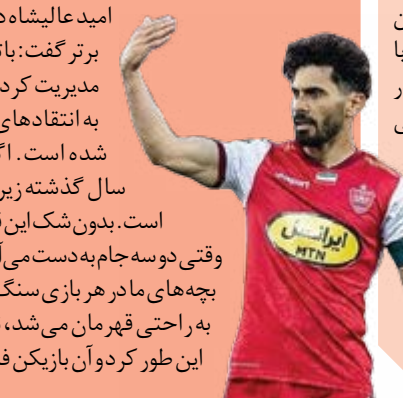 ن
با
ر
ی
امید عالیشاه د
برتر گفت: با
مدیریت کرد
به انتقادهای
شده است. اگ
سال گذشته زیر
است. بدون شک این ق
وقتی دو سه جام به دست می‌آ
بچه‌های ما در هر بازی سنگ
به راحتی قهرمان می‌شد،
این طور کرد و آن بازیکن ف
uhlsport
ایرانسل
MTN